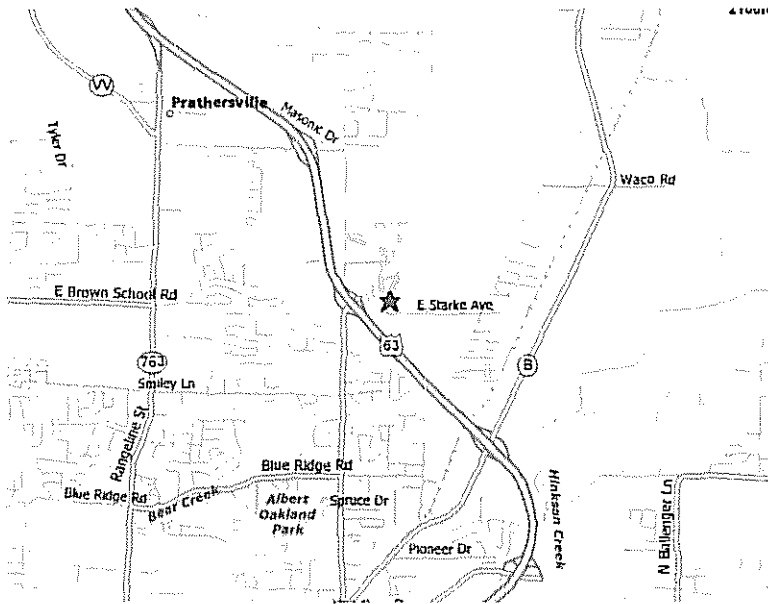 VV
Prathersville
Masonic Dr
Tyler Dr
Waco Rd
E Brown School Rd
E Starke Ave
63
763
B
Smiley Ln
Rangeline St
Blue Ridge Rd
Blue Ridge Rd
Bear Creek
Albert
Oakland
Park
Spruce Dr
Hinkson Creek
N Ballenger Ln
Pioneer Dr